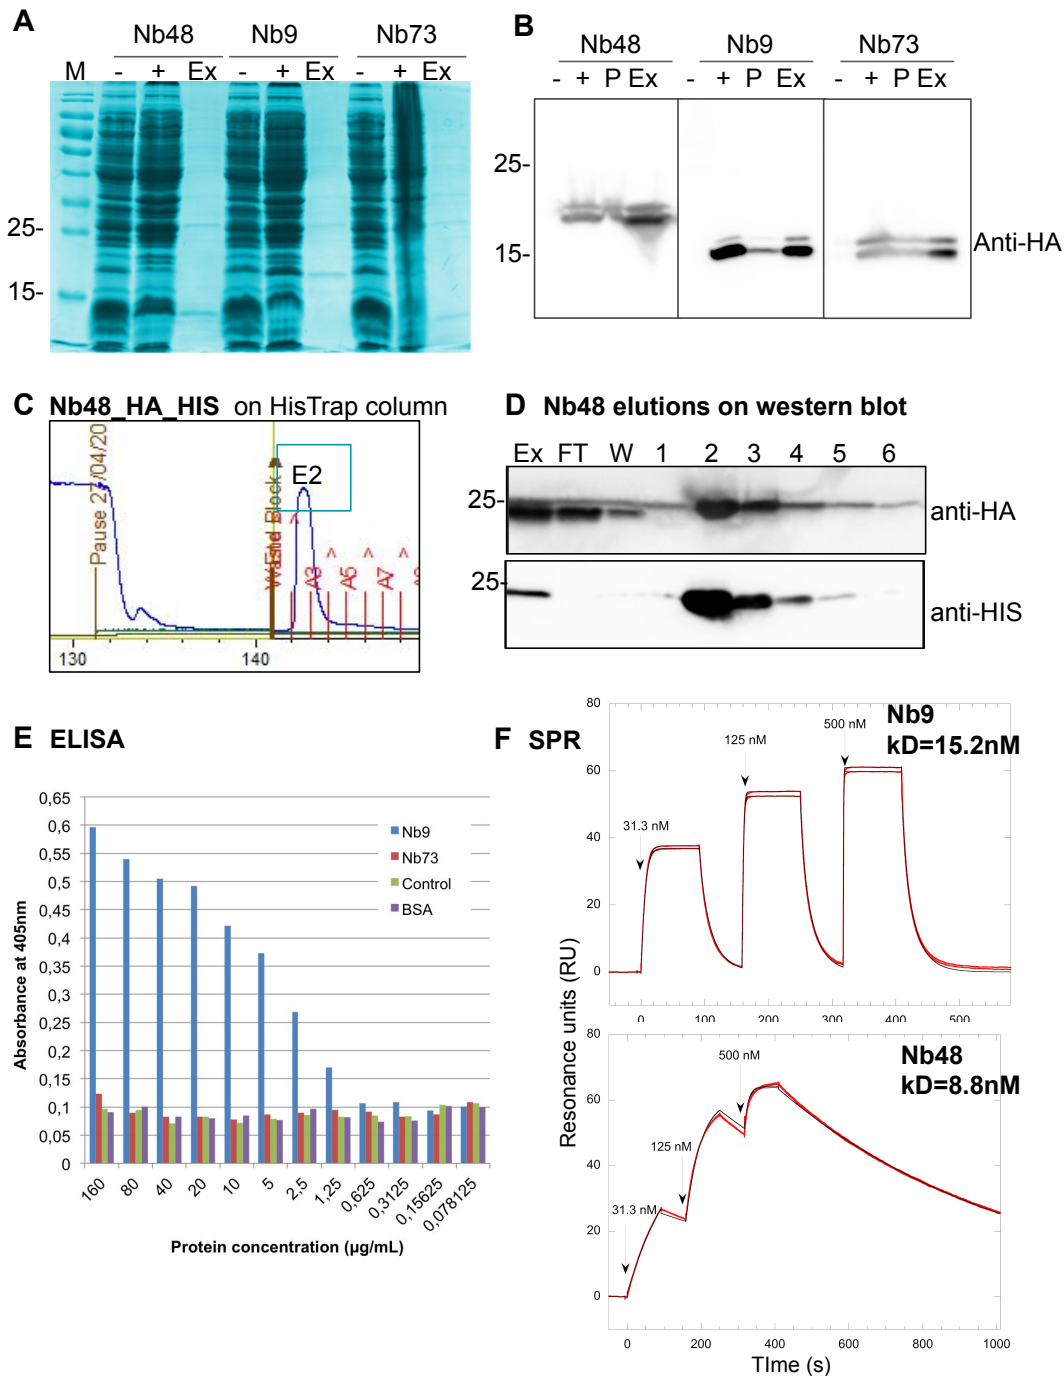 A
Nb48 Nb9 Nb73
M - + Ex - + Ex - + Ex
25-
15-
B
Nb48 Nb9 Nb73
- + P Ex - + P Ex - + P Ex
25-
15-
Anti-HA
C Nb48_HA_HIS on HisTrap column
Pause 27/04/20
E2
A3 A5 A7
130 140
D Nb48 elutions on western blot
Ex FT W 1 2 3 4 5 6
25-
anti-HA
25-
anti-HIS
E ELISA
0,65
0,6
0,55
0,5
0,45
0,4
0,35
0,3
0,25
0,2
0,15
0,1
0,05
0
Absorbance at 405nm
Nb9
Nb73
Control
BSA
160 80 40 20 10 5 2,5 1,25 0,625 0,3125 0,15625 0,078125
Protein concentration (µg/mL)
F SPR
Nb9
kD=15.2nM
80
60
40
20
0
31.3 nM
125 nM
500 nM
0 100 200 300 400 500
Resonance units (RU)
Nb48
kD=8.8nM
80
60
40
20
0
31.3 nM
125 nM
500 nM
0 200 400 600 800 1000
TIme (s)